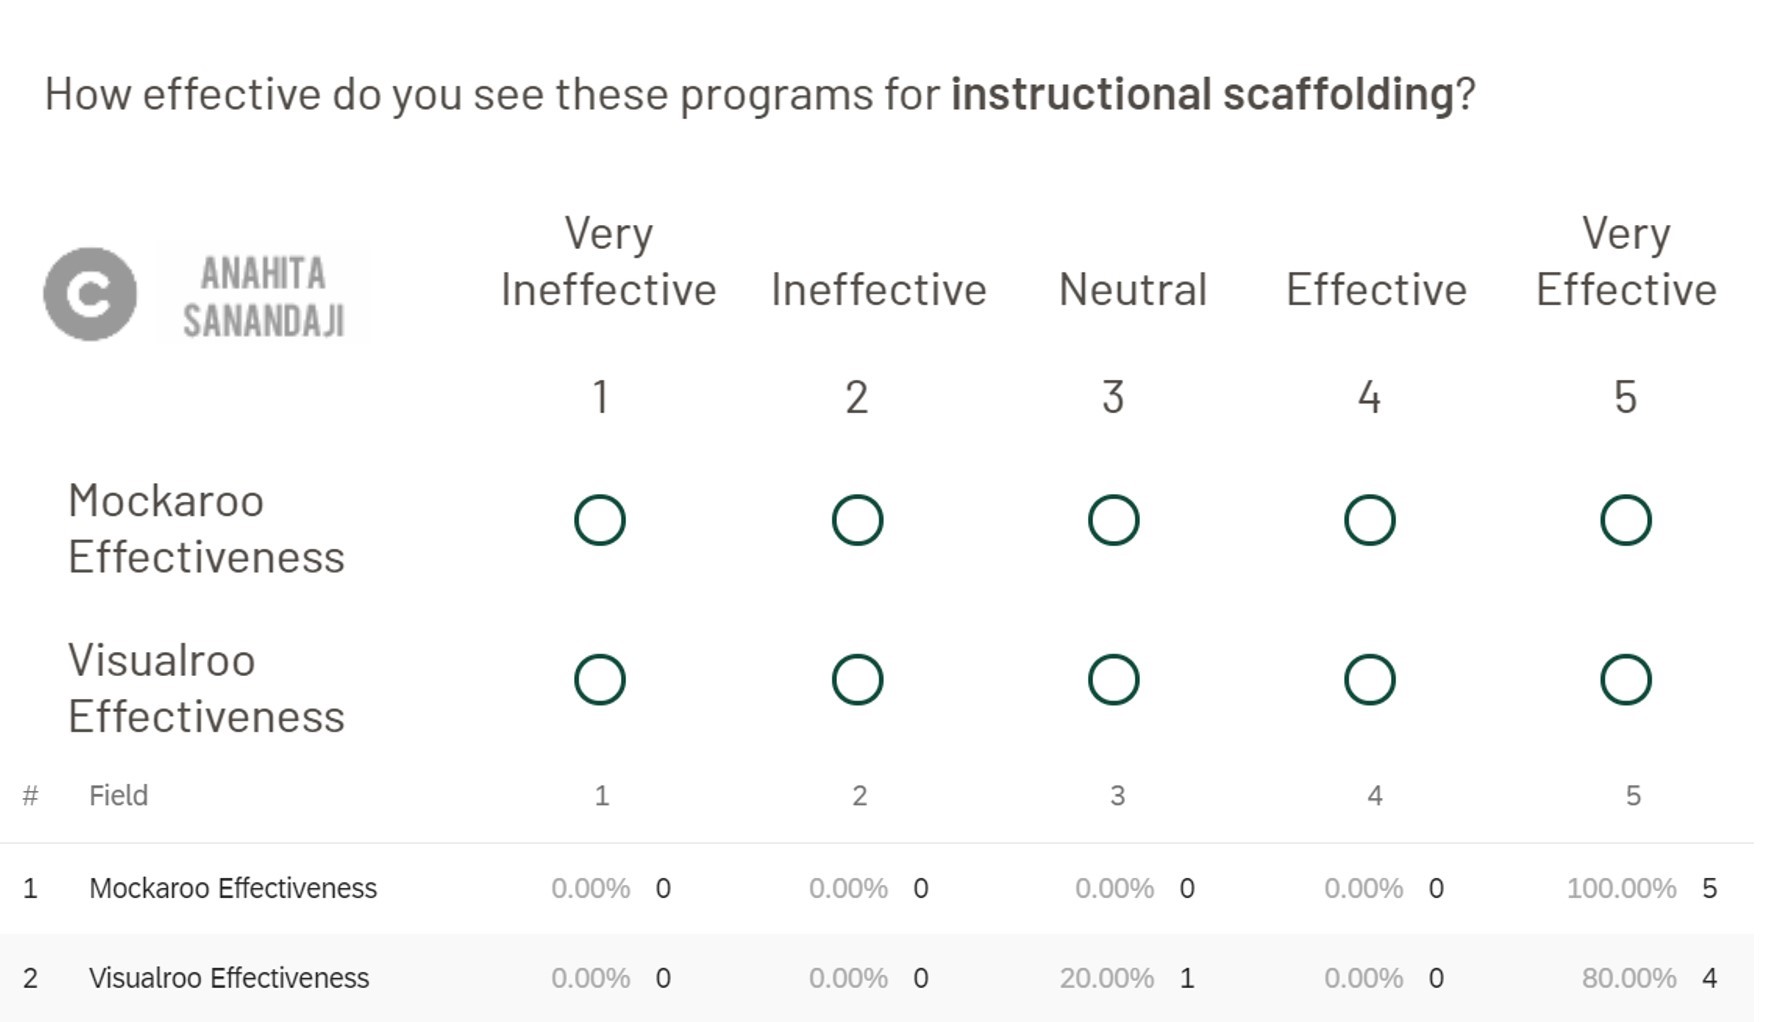 How effective do you see these programs for instructional scaffolding?
C ANAHITA
SANANDAJI
Very
Ineffective Ineffective Neutral Effective Very
Effective
1 2 3 4 5
Mockaroo
Effectiveness
Visualroo
Effectiveness
# Field 1 2 3 4 5
1 Mockaroo Effectiveness 0.00% 0 0.00% 0 0.00% 0 0.00% 0 100.00% 5
2 Visualroo Effectiveness 0.00% 0 0.00% 0 20.00% 1 0.00% 0 80.00% 4